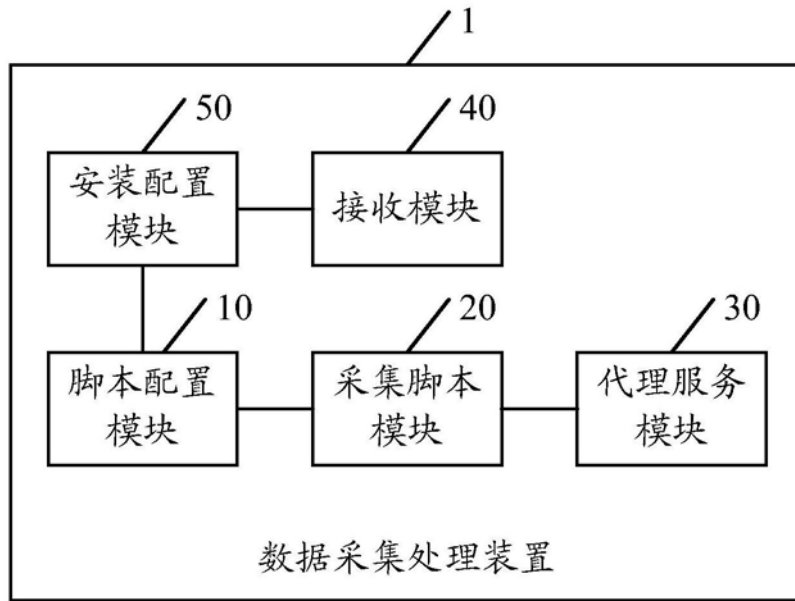 1
50
40
安装配置
模块
接收模块
10
20
30
脚本配置
模块
采集脚本
模块
代理服务
模块
数据采集处理装置